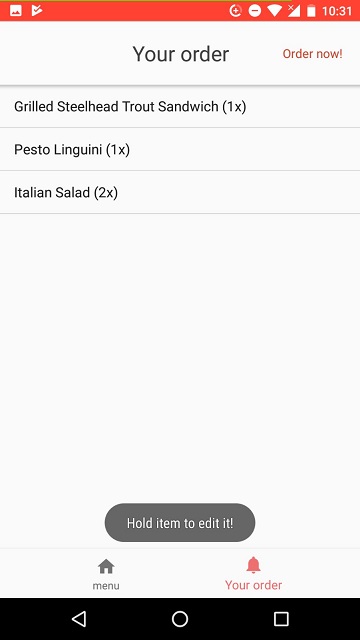 10:31
Your order
Order now!
Grilled Steelhead Trout Sandwich (1x)
Pesto Linguini (1x)
Italian Salad (2x)
Hold item to edit it!
menu
Your order